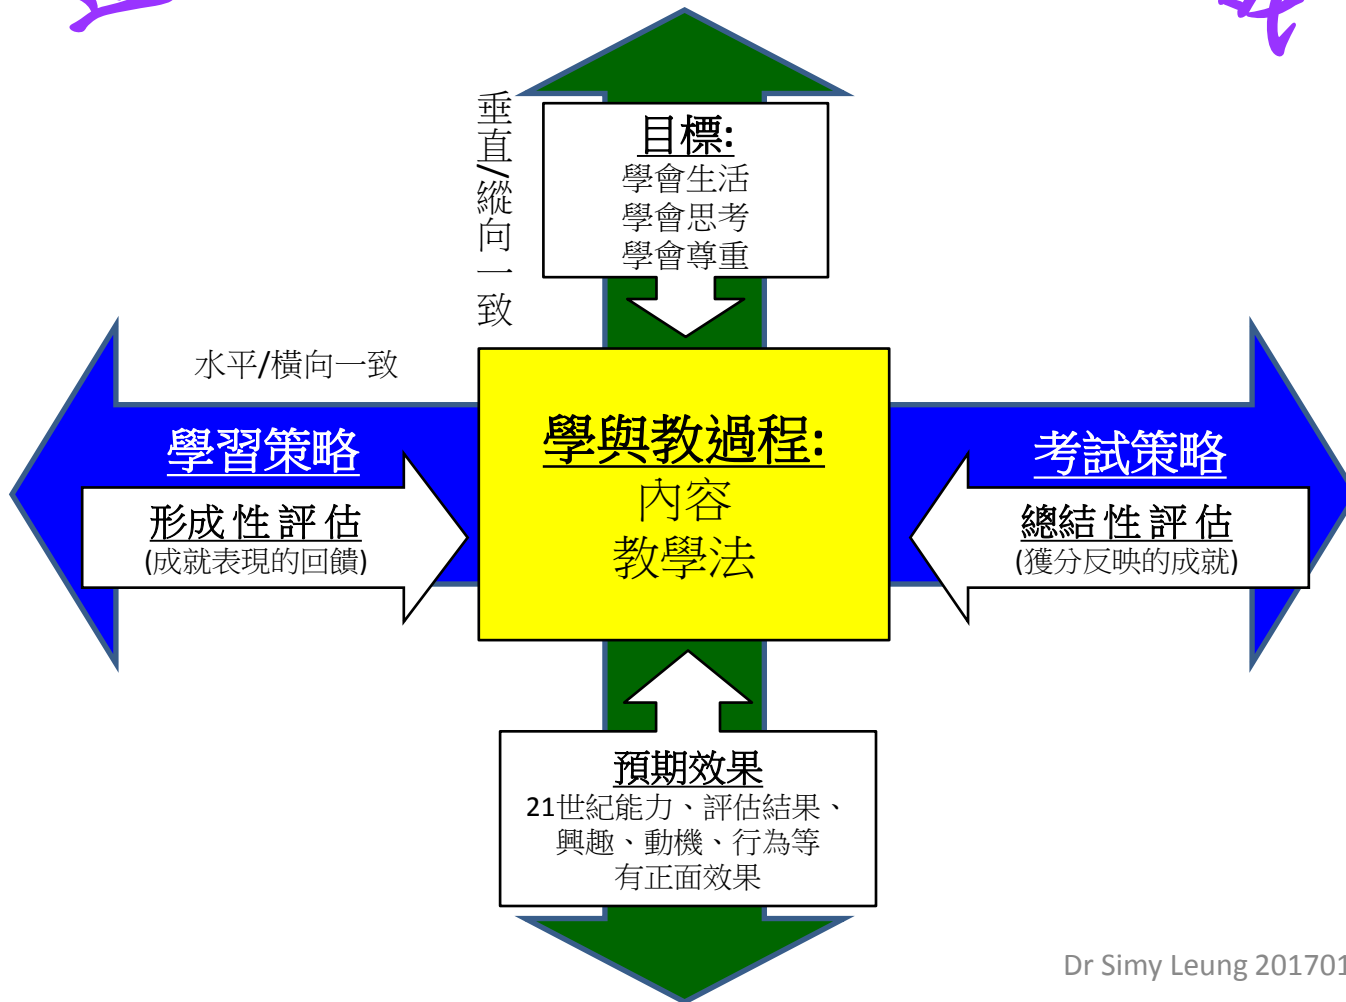 垂直/縱向一致
目標:
學會生活
學會思考
學會尊重
水平/橫向一致
學習策略
形成性評估
(成就表現的回饋)
學與教過程:
內容
教學法
考試策略
總結性評估
(獲分反映的成就)
預期效果
21世紀能力、評估結果、
興趣、動機、行為等
有正面效果
Dr Simy Leung 201701